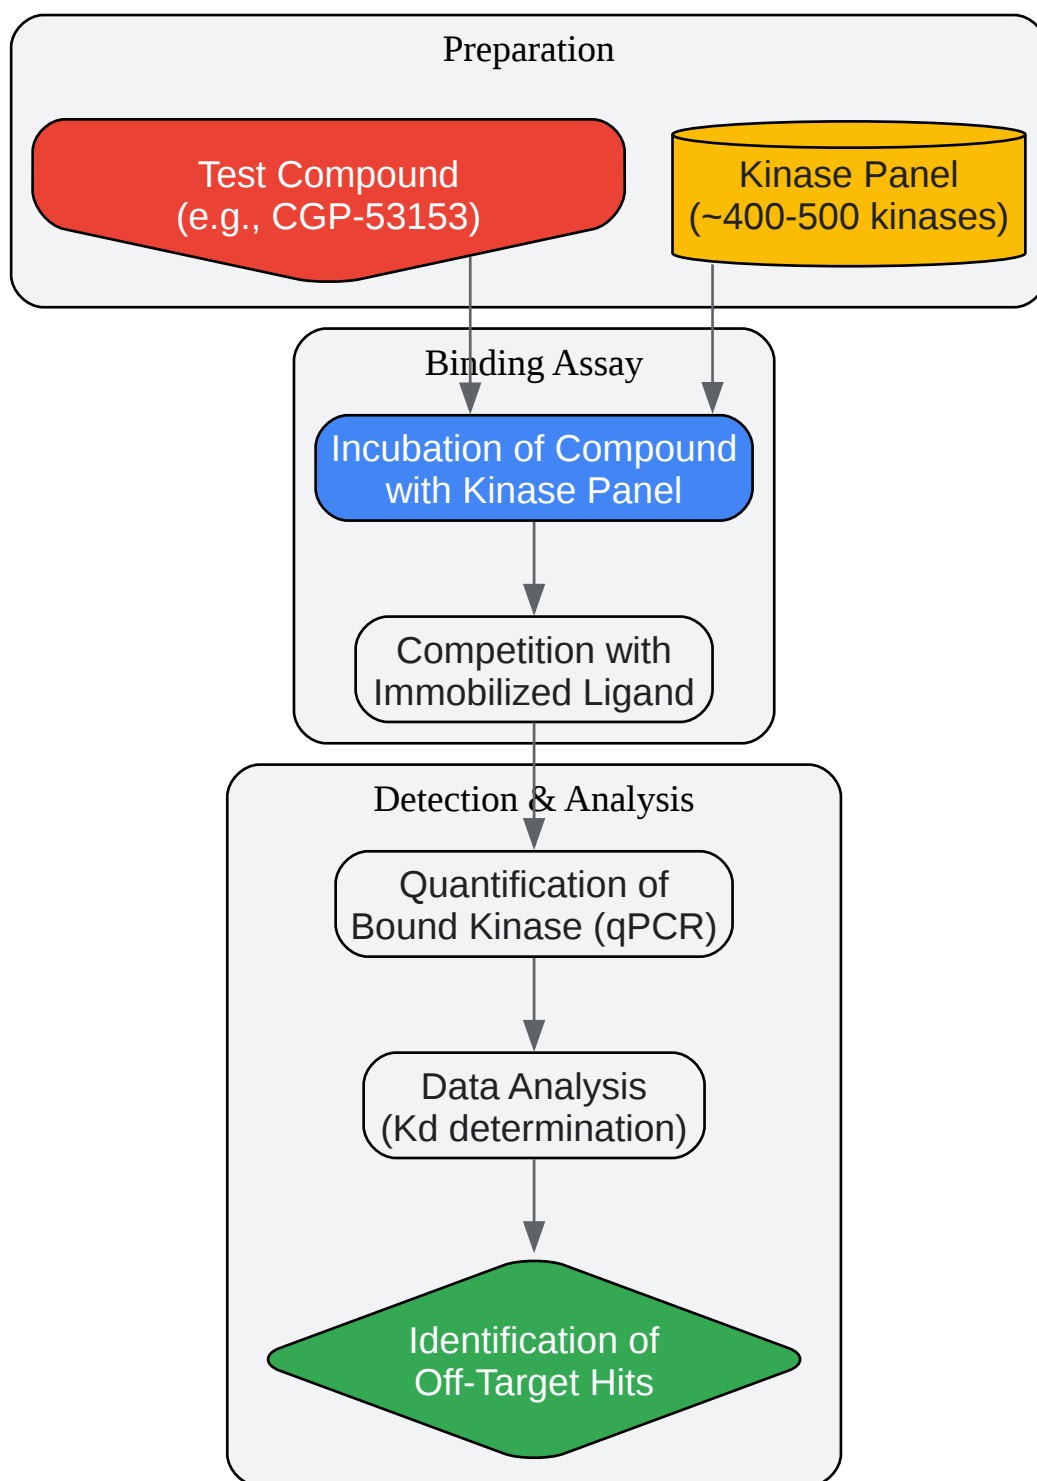 Preparation
Test Compound
(e.g., CGP-53153)
Kinase Panel
(~400-500 kinases)
Binding Assay
Incubation of Compound
with Kinase Panel
Competition with
Immobilized Ligand
Detection & Analysis
Quantification of
Bound Kinase (qPCR)
Data Analysis
(Kd determination)
Identification of
Off-Target Hits